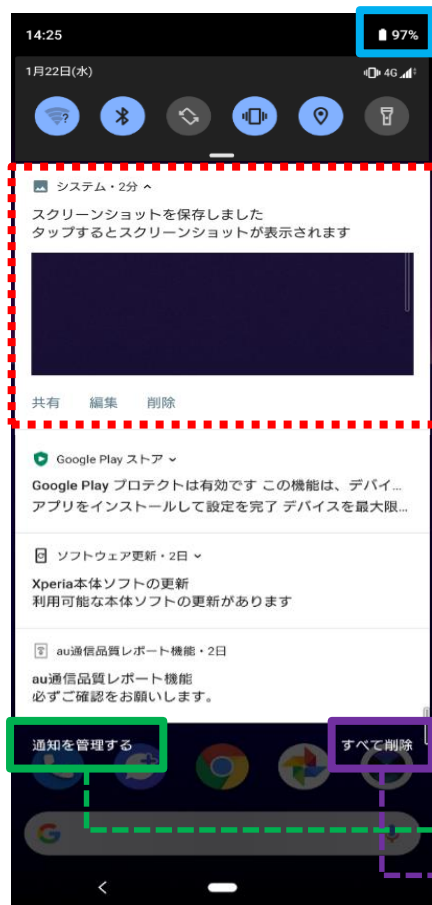 14:25 97%
1月22日(水) 4G
?
システム・2分
スクリーンショットを保存しました
タップするとスクリーンショットが表示されます
共有 編集 削除
Google Play ストア
Google Play プロテクトは有効です この機能は、デバイ...
アプリをインストールして設定を完了 デバイスを最大限...
ソフトウェア更新・2日
Xperia本体ソフトの更新
利用可能な本体ソフトの更新があります
au通信品質レポート機能・2日
au通信品質レポート機能
必ずご確認をお願いします。
通知を管理する すべて削除
G